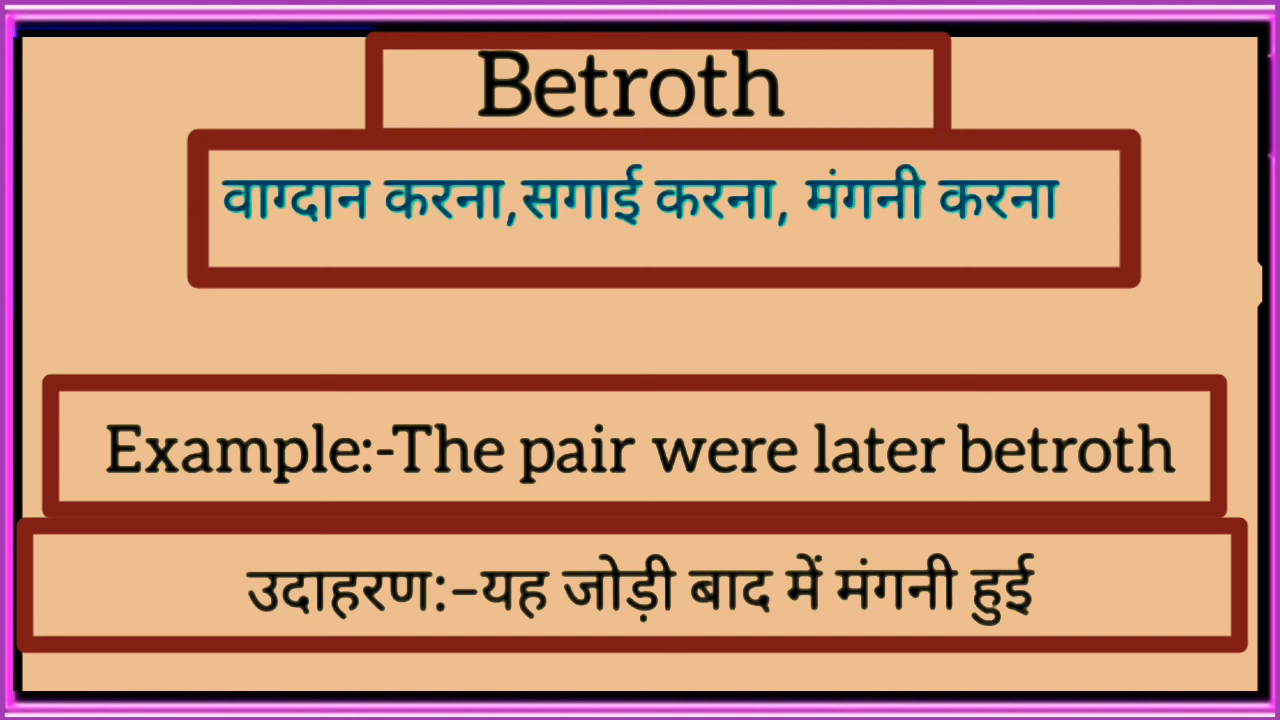 Betroth
वाग्दान करना,सगाई करना, मंगनी करना
Example:-The pair were later betroth
उदाहरण:-यह जोड़ी बाद में मंगनी हुई